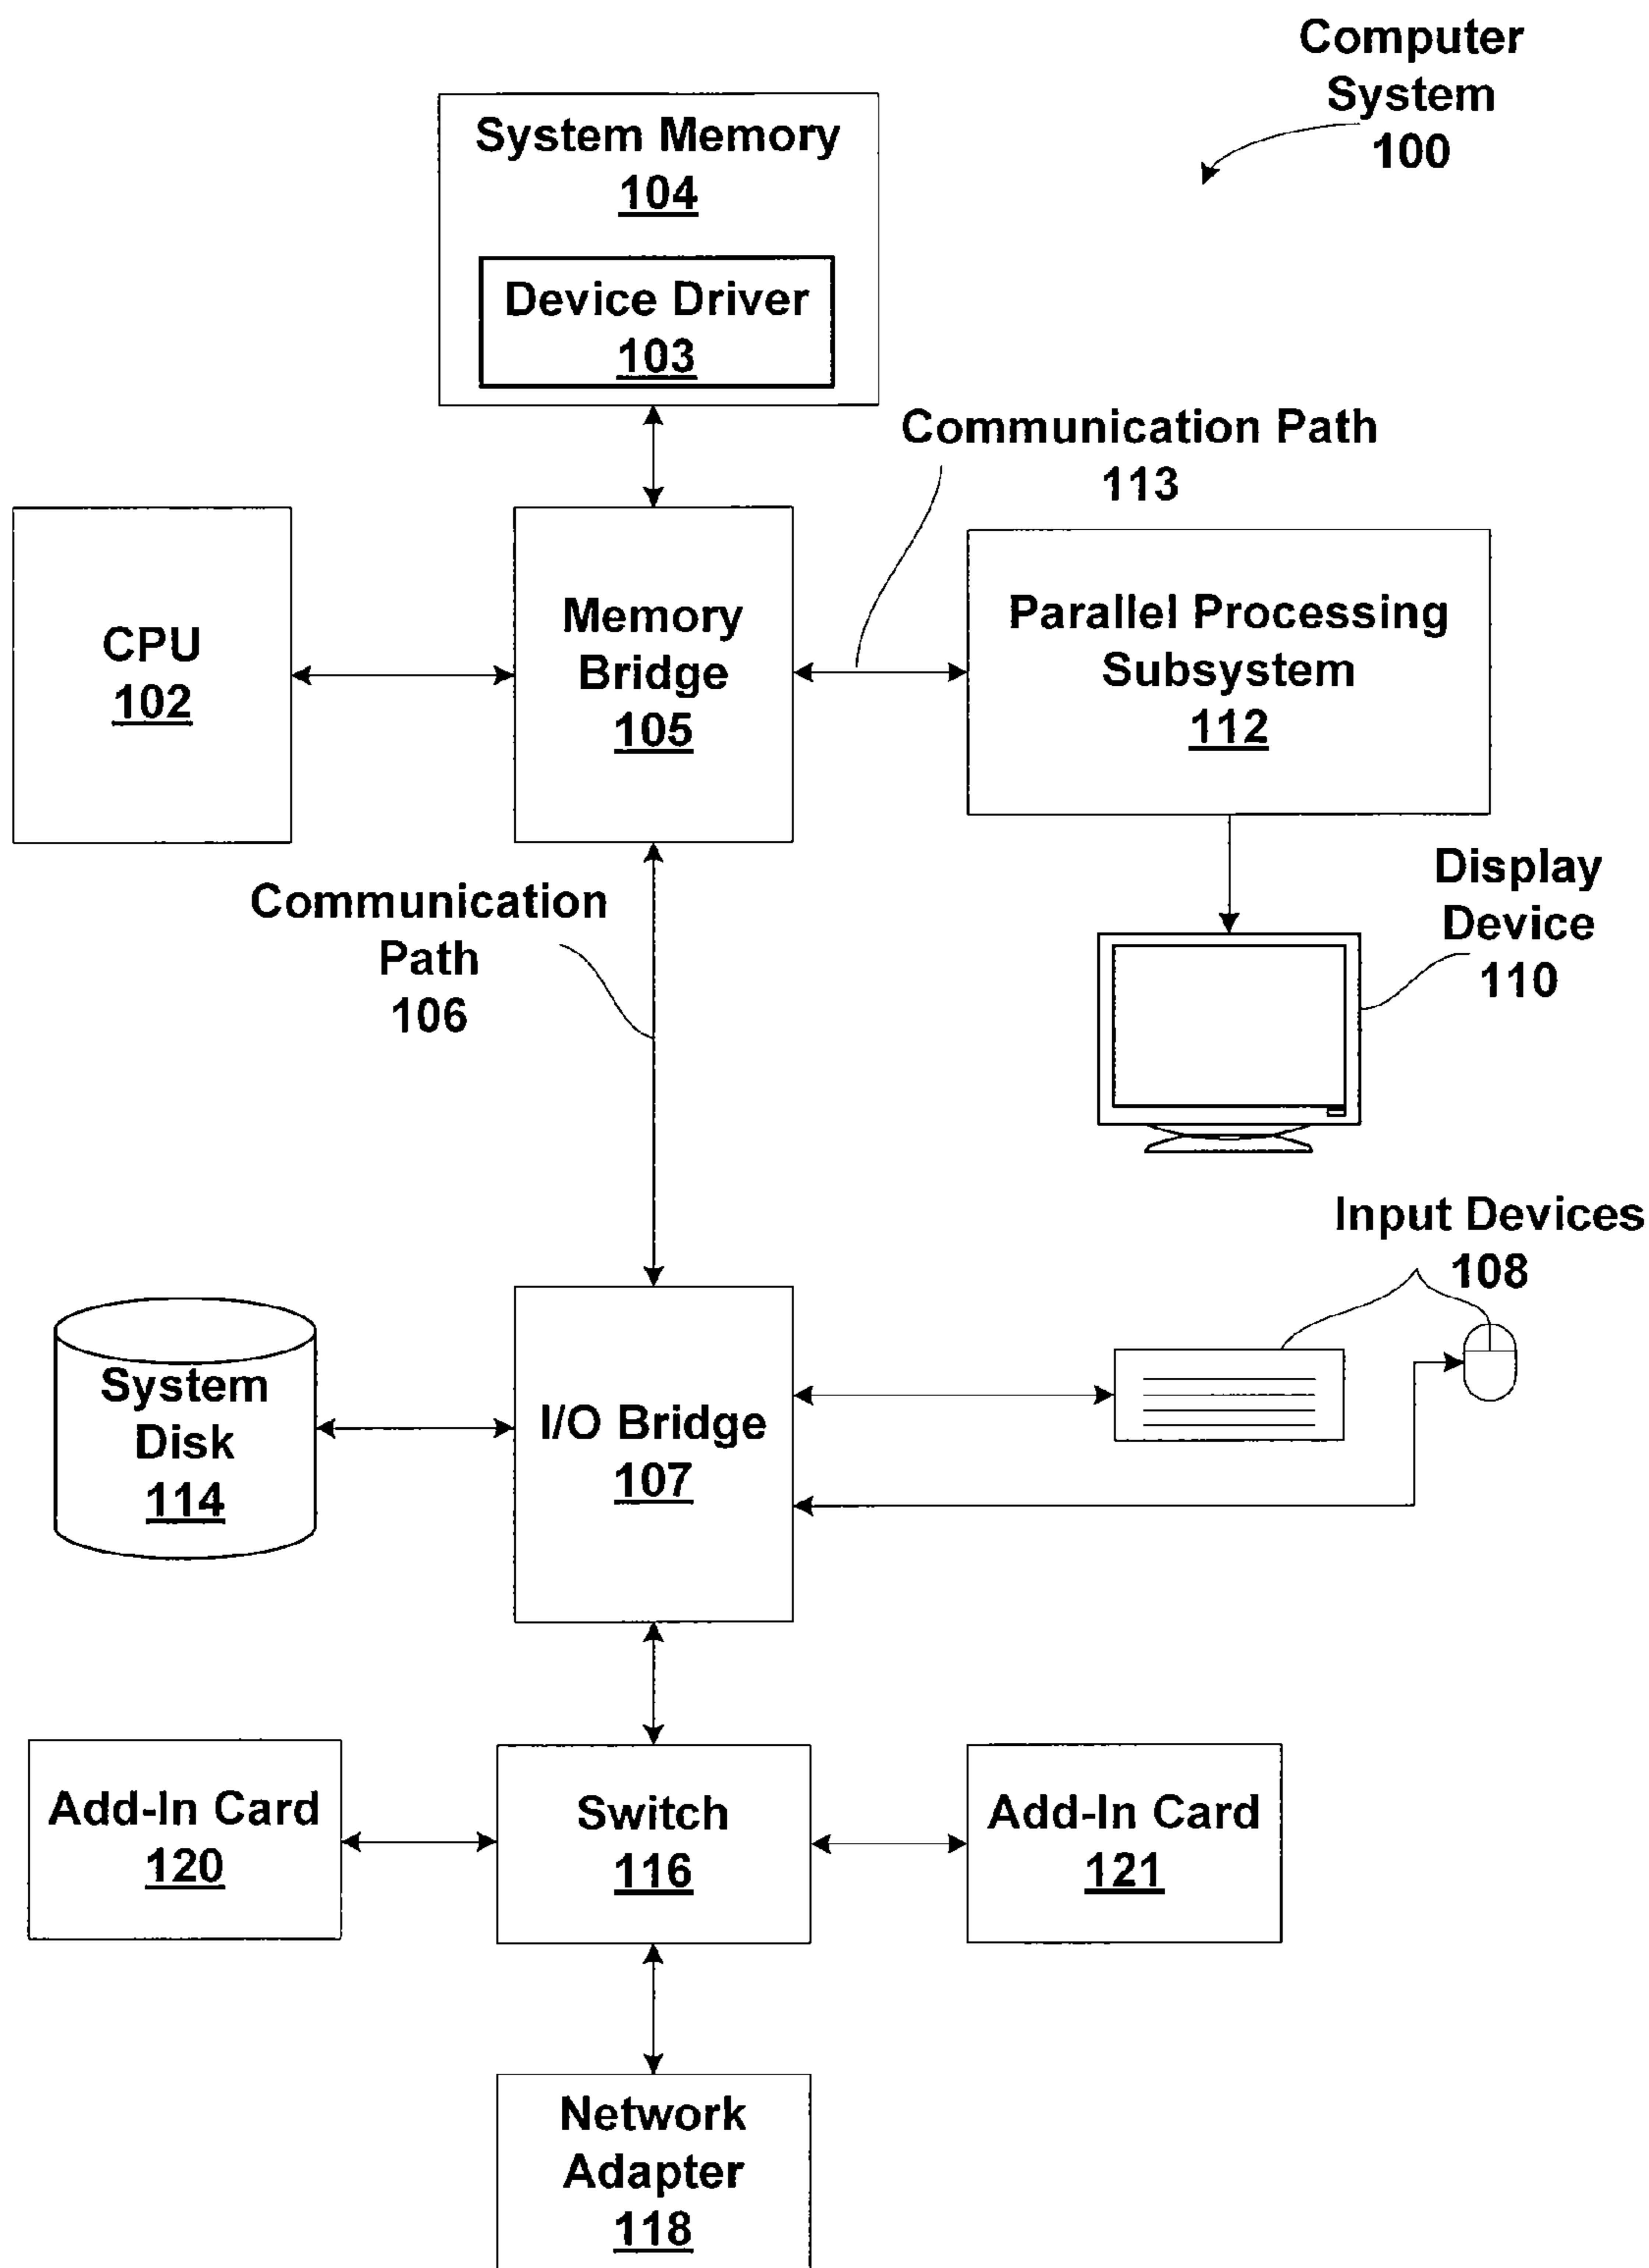 Computer
System
100
System Memory
104
Device Driver
103
Communication Path
113
CPU
102
Memory
Bridge
105
Parallel Processing
Subsystem
112
Communication
Path
106
Display
Device
110
Input Devices
108
System
Disk
114
I/O Bridge
107
Add-In Card
120
Switch
116
Add-In Card
121
Network
Adapter
118